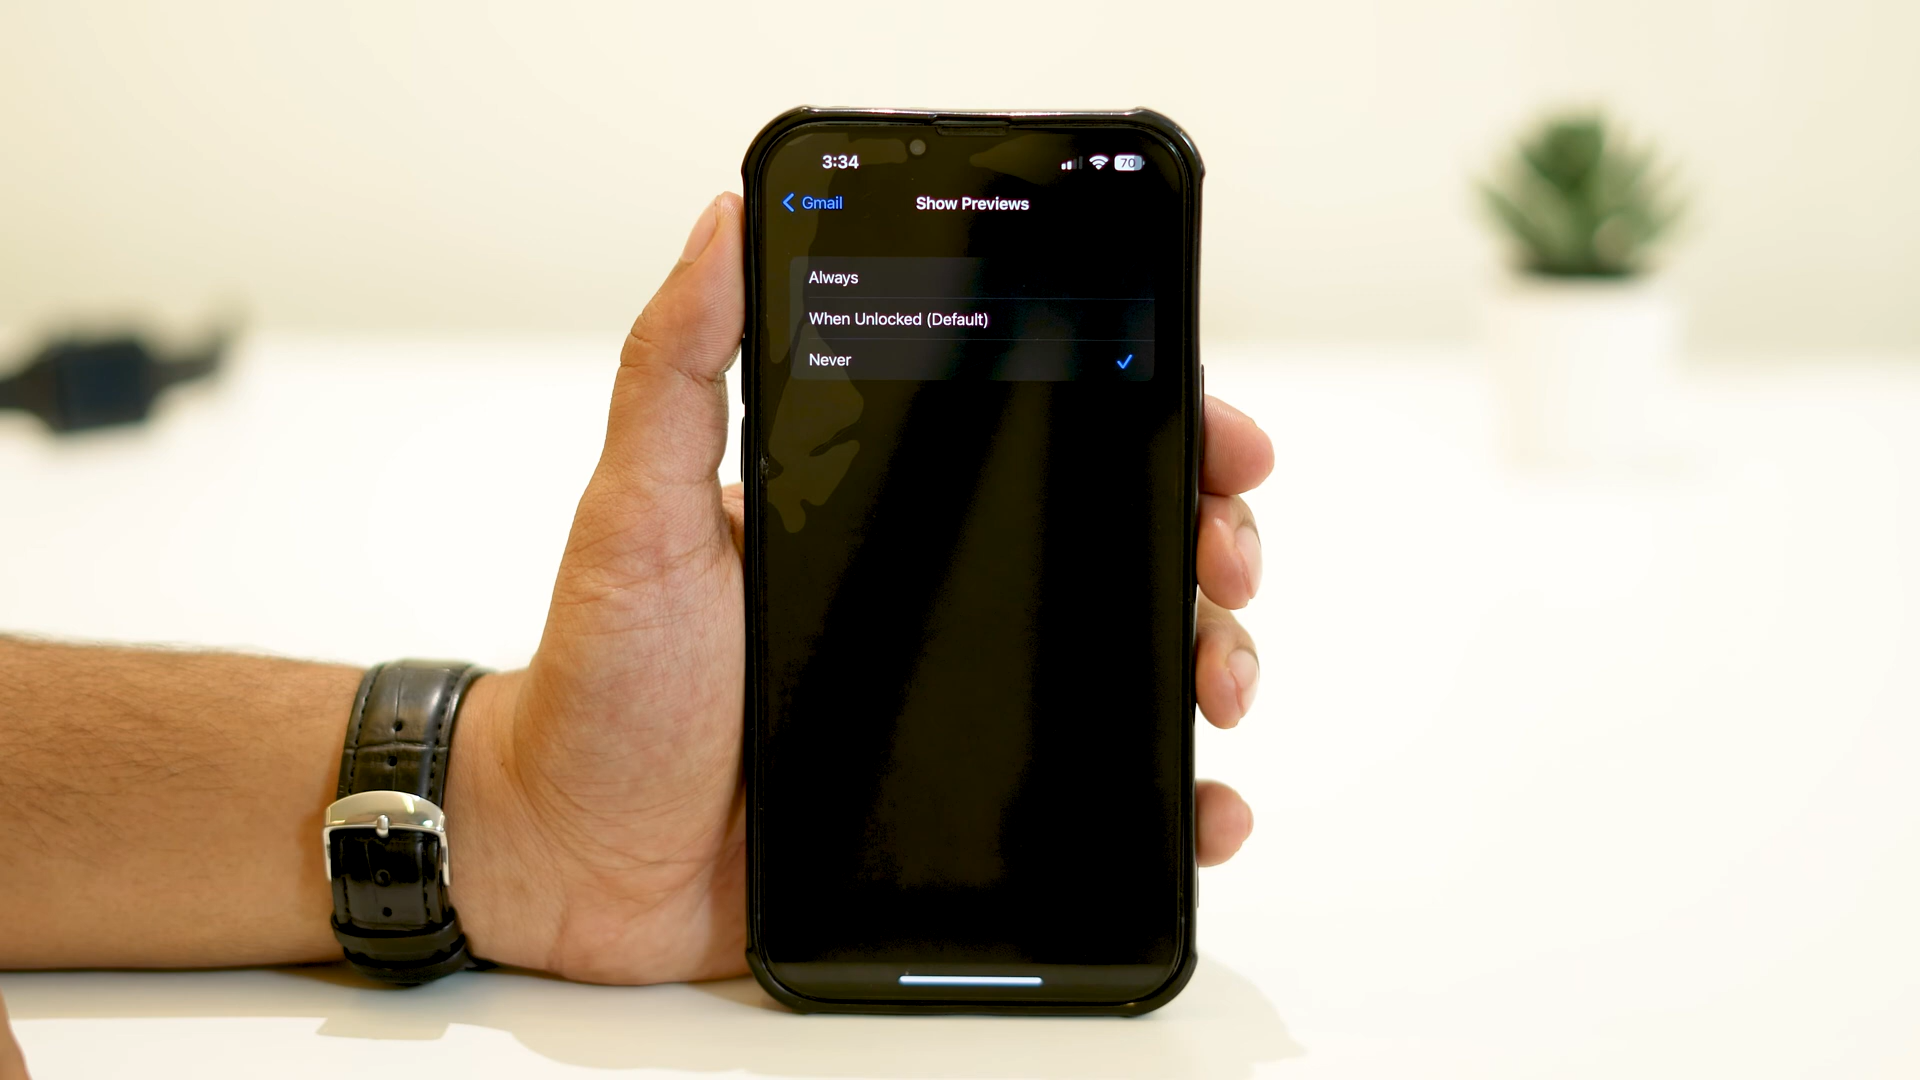 3:34
70
Gmail
Show Previews
Always
When Unlocked (Default)
Never